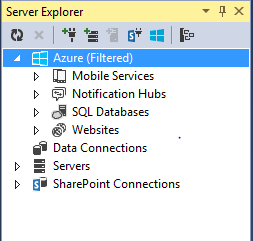 Server Explorer
Azure (Filtered)
Mobile Services
Notification Hubs
SQL Databases
Websites
Data Connections
Servers
SharePoint Connections